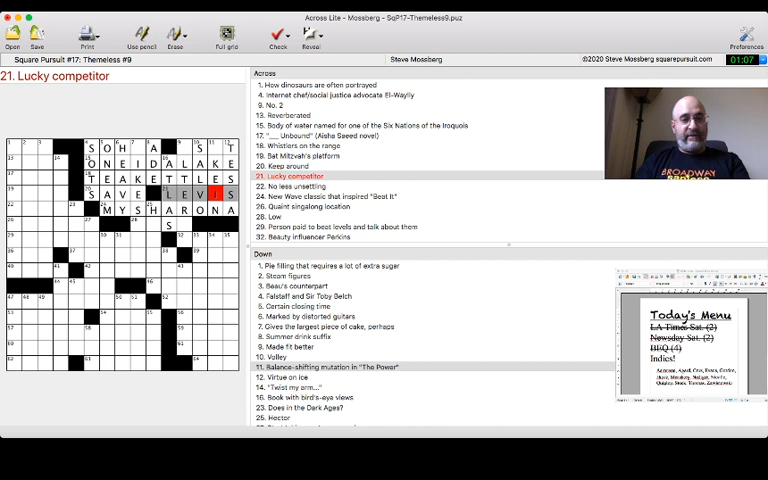 Across Lite - Mossberg - SqP17-Themeless9.puz
Open Save Print Use pencil Erase Full grid Check Reveal Preferences
Square Pursuit #17: Themeless #9 Steve Mossberg ©2020 Steve Mossberg squarepursuit.com 01:07
21. Lucky competitor
Across
1. How dinosaurs are often portrayed
4. Internet chef/social justice advocate El-Waylly
9. No. 2
13. Reverberated
15. Body of water named for one of the Six Nations of the Iroquois
17. "___ Unbound" (Aisha Saeed novel)
18. Whistlers on the range
19. Bat Mitzvah's platform
20. Keep around
21. Lucky competitor
22. No less unsettling
24. New Wave classic that inspired "Beat It"
26. Quaint singalong location
28. Low
29. Person paid to beat levels and talk about them
32. Beauty influencer Perkins
Down
1. Pie filling that requires a lot of extra sugar
2. Steam figures
3. Beau's counterpart
4. Falstaff and Sir Toby Belch
5. Certain closing time
6. Marked by distorted guitars
7. Gives the largest piece of cake, perhaps
8. Summer drink suffix
9. Made fit better
10. Volley
11. Balance-shifting mutation in "The Power"
12. Virtue on ice
14. "Twist my arm..."
16. Book with bird's-eye views
23. Does in the Dark Ages?
25. Hector
SOH A ST
ONEIDALAKE
TEAKETTLES
SAVE LEVIS
MYSHARONA
S
BROADWAY
Today's Menu
LA Times Sat. (2)
Newsday Sat. (2)
BEQ (4)
Indies!